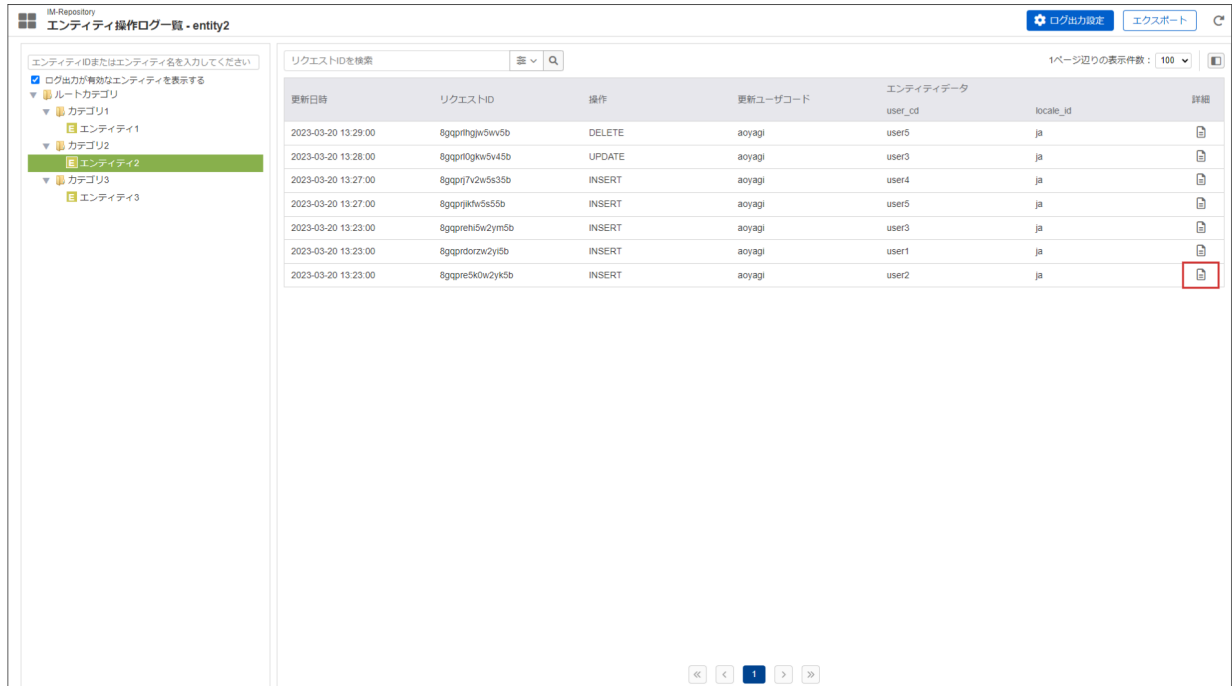 IM-Repository
エンティティ操作ログ一覧 - entity2
ログ出力設定
エクスポート
エンティティIDまたはエンティティ名を入力してください
ログ出力が有効なエンティティを表示する
ルートカテゴリ
カテゴリ1
E エンティティ1
カテゴリ2
E エンティティ2
カテゴリ3
E エンティティ3
リクエストIDを検索
1ページ辺りの表示件数： 100
更新日時 リクエストID 操作 更新ユーザコード エンティティデータ 詳細
user_cd locale_id
2023-03-20 13:29:00 8gqprlhgjw5wv5b DELETE aoyagi user5 ja
2023-03-20 13:28:00 8gqprl0gkw5v45b UPDATE aoyagi user3 ja
2023-03-20 13:27:00 8gqprj7v2w5s35b INSERT aoyagi user4 ja
2023-03-20 13:27:00 8gqprjikfw5s55b INSERT aoyagi user5 ja
2023-03-20 13:23:00 8gqprehi5w2ym5b INSERT aoyagi user3 ja
2023-03-20 13:23:00 8gqprdorzw2yi5b INSERT aoyagi user1 ja
2023-03-20 13:23:00 8gqpre5k0w2yk5b INSERT aoyagi user2 ja
1